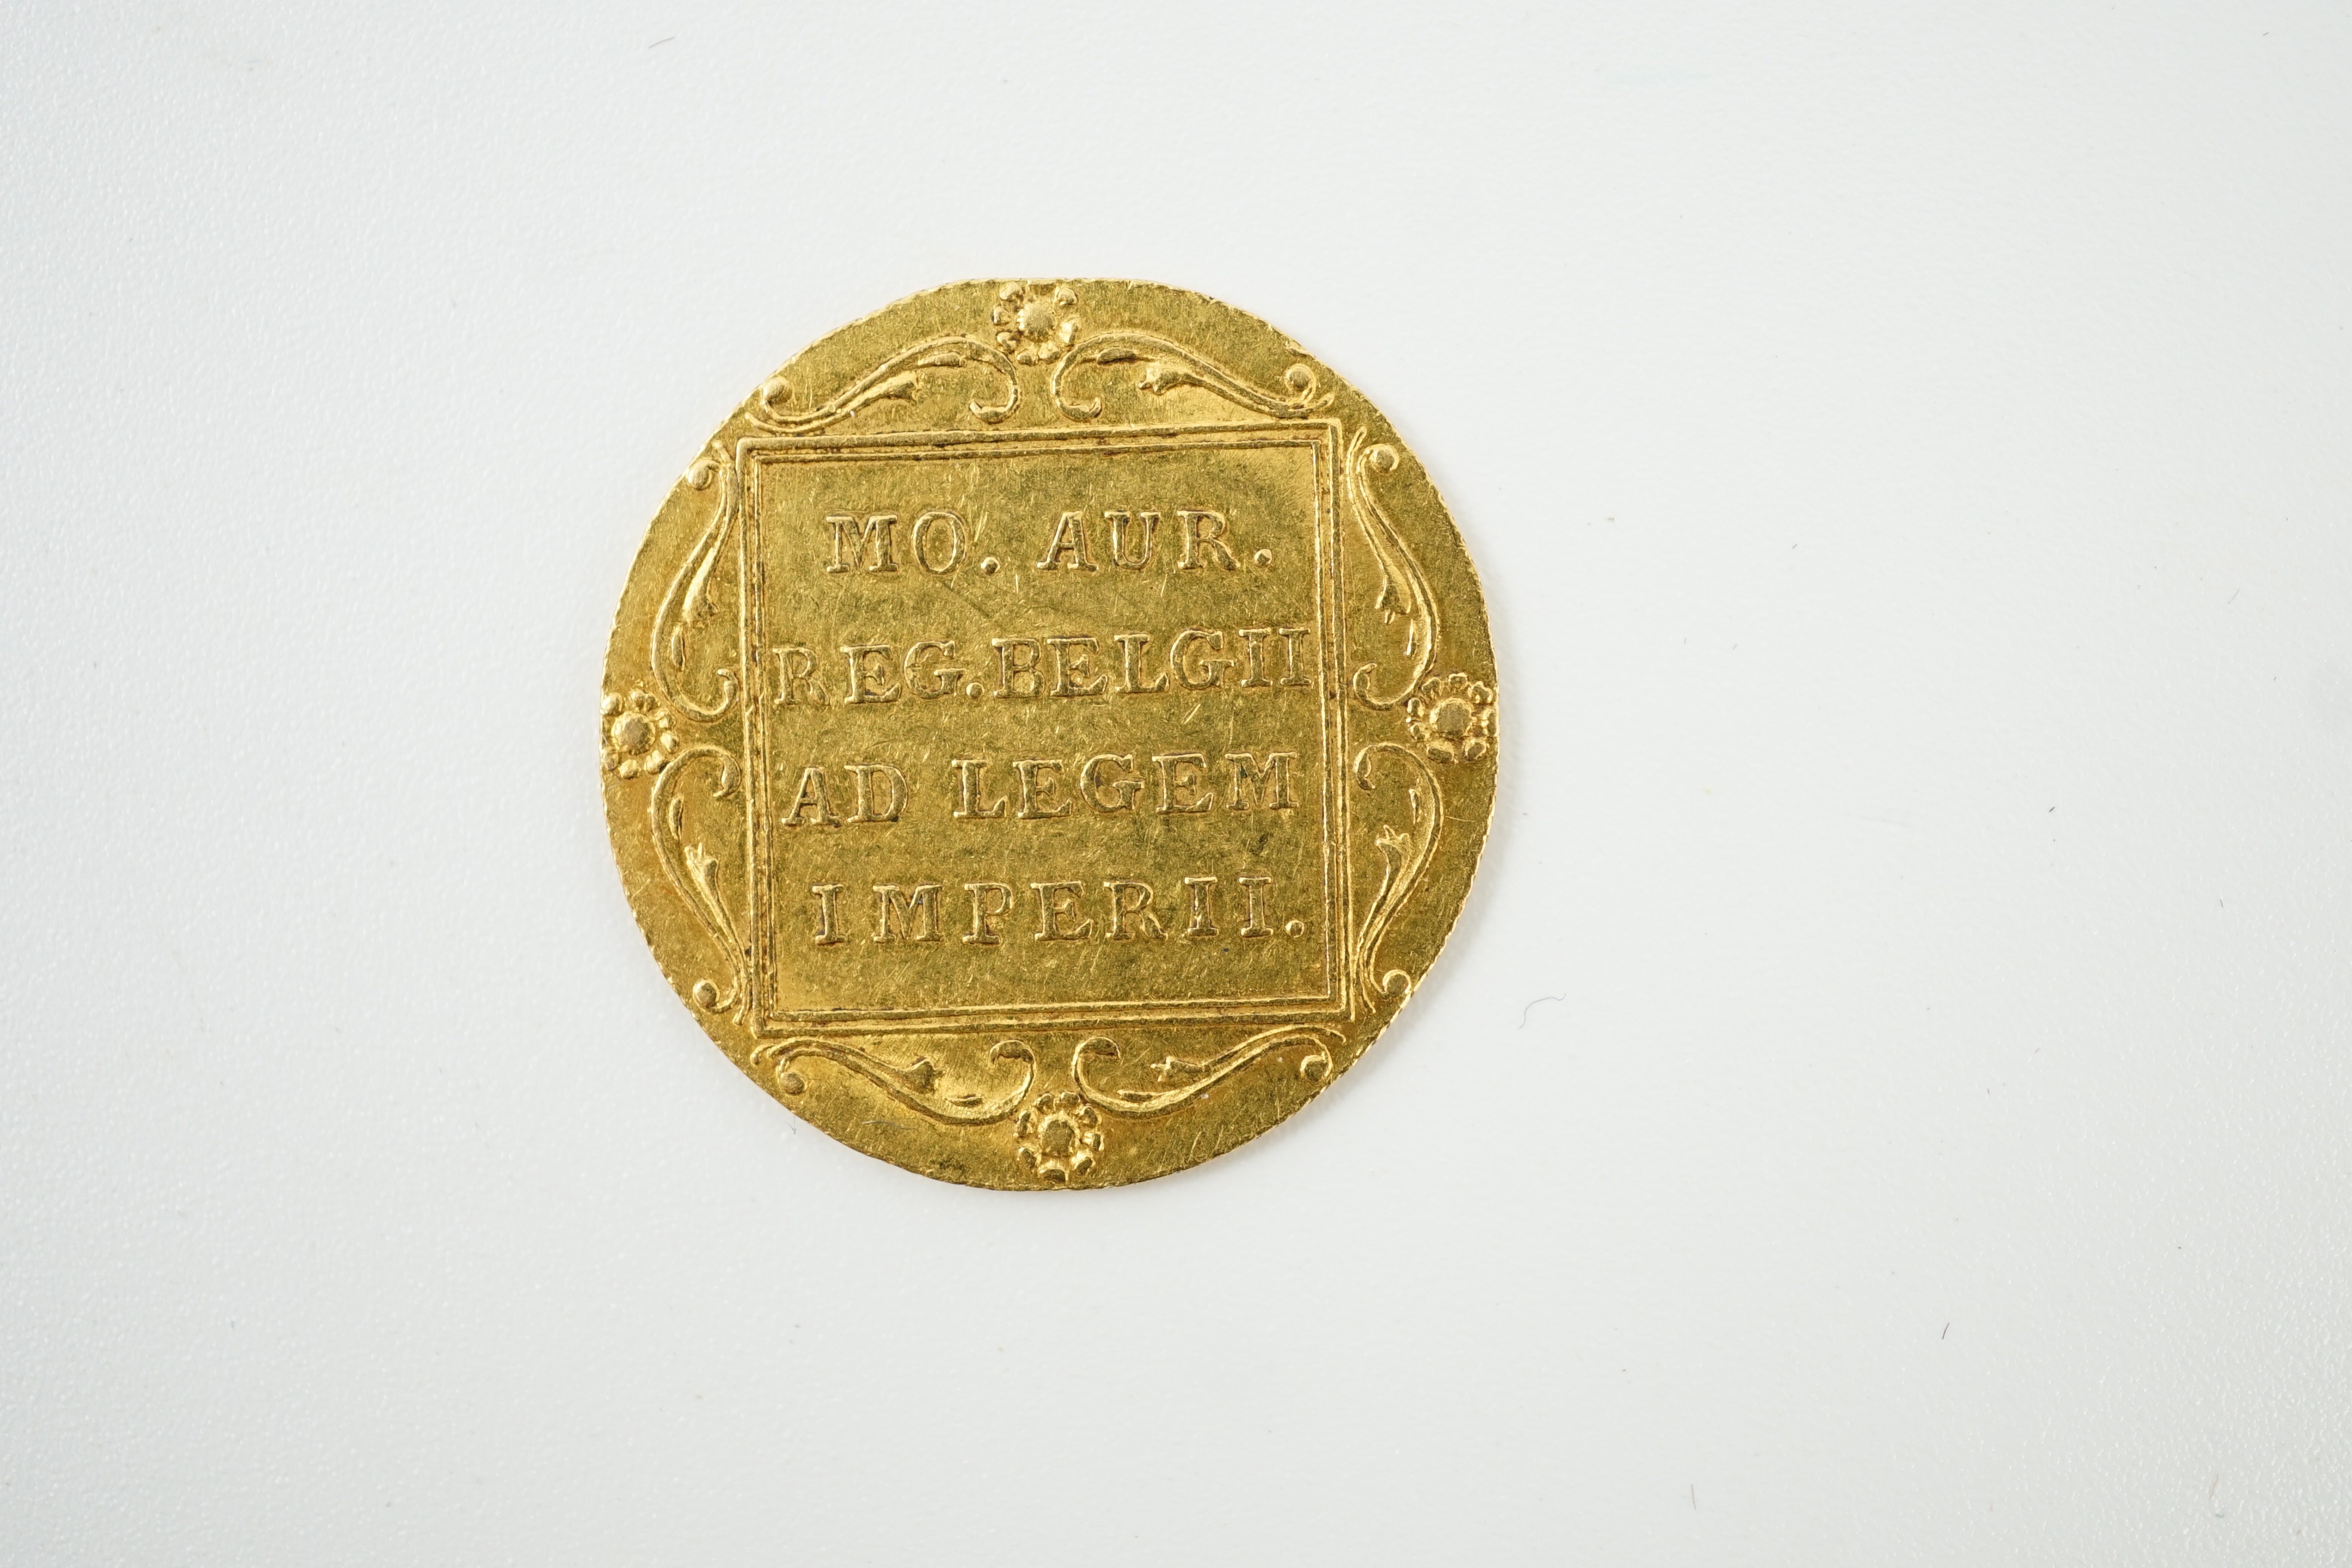 MO. AUR.
REG.BELGII
AD LEGEM
IMPERII.